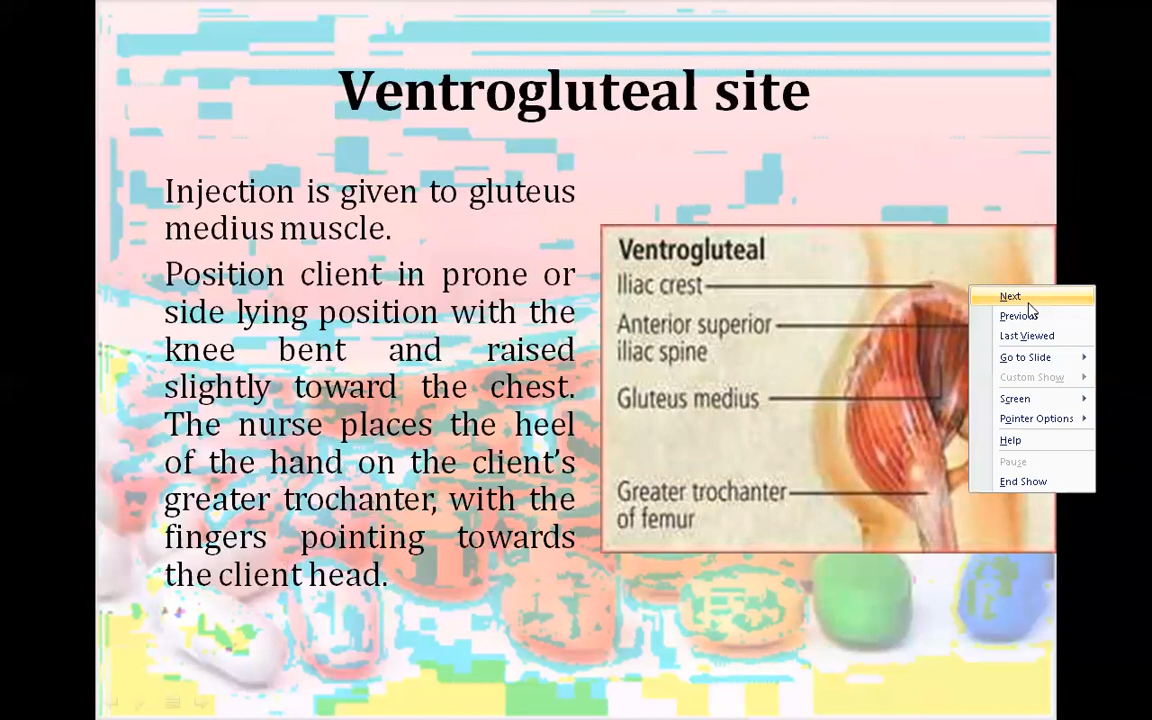 Ventrogluteal site
Injection is given to gluteus
medius muscle.
Position client in prone or
side lying position with the
knee bent and raised
slightly toward the chest.
The nurse places the heel
of the hand on the client's
greater trochanter, with the
fingers pointing towards
the client head.
Ventrogluteal
Iliac crest
Anterior superior
iliac spine
Gluteus medius
Greater trochanter
of femur
Next
Previous
Last Viewed
Go to Slide
Custom Show
Screen
Pointer Options
Help
Pause
End Show